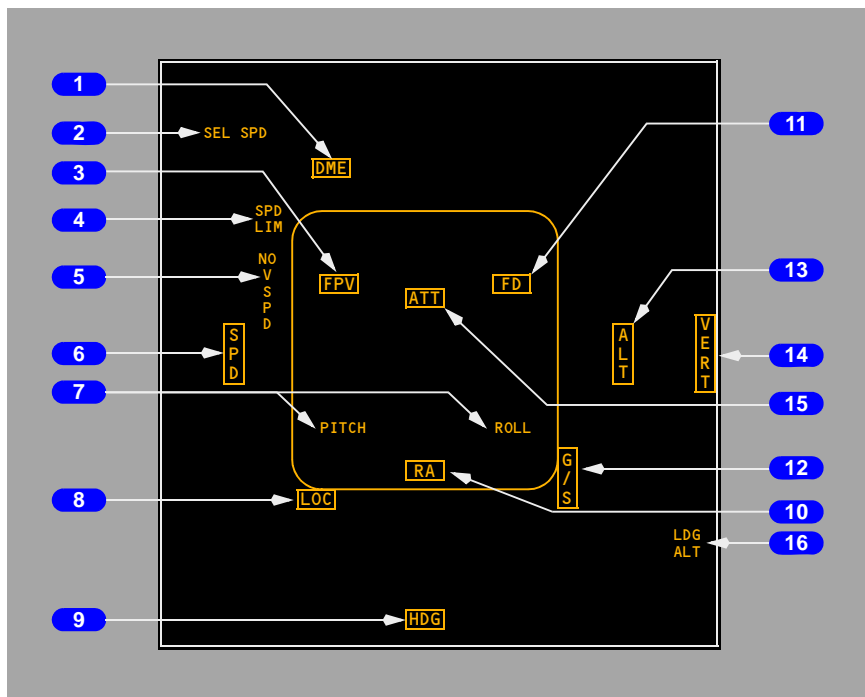 1
2
SEL SPD
11
3
DME
4
SPD
LIM
5
NO
V
S
P
D
FPV
ATT
FD
13
6
S
P
D
A
L
T
V
E
R
T
14
7
15
PITCH
ROLL
RA
G
/
S
12
8
LOC
10
LDG
ALT
16
9
HDG